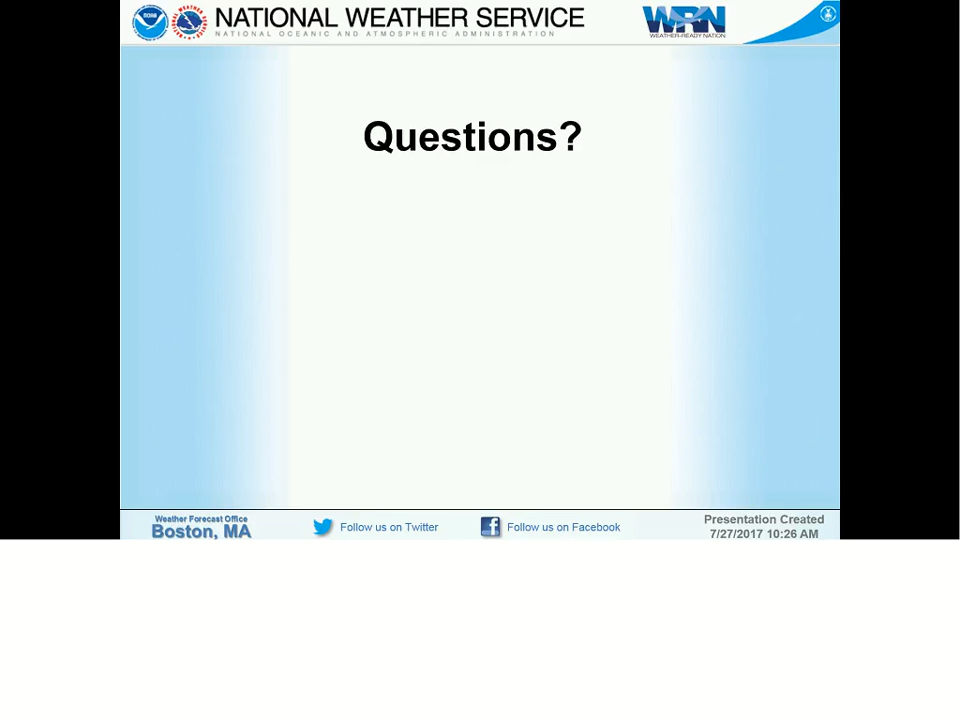 NOAA
NATIONAL WEATHER SERVICE
NATIONAL OCEANIC AND ATMOSPHERIC ADMINISTRATION
WRN
WEATHER-READY NATION
Questions?
Weather Forecast Office
Boston, MA
Follow us on Twitter
Follow us on Facebook
Presentation Created
7/27/2017 10:26 AM